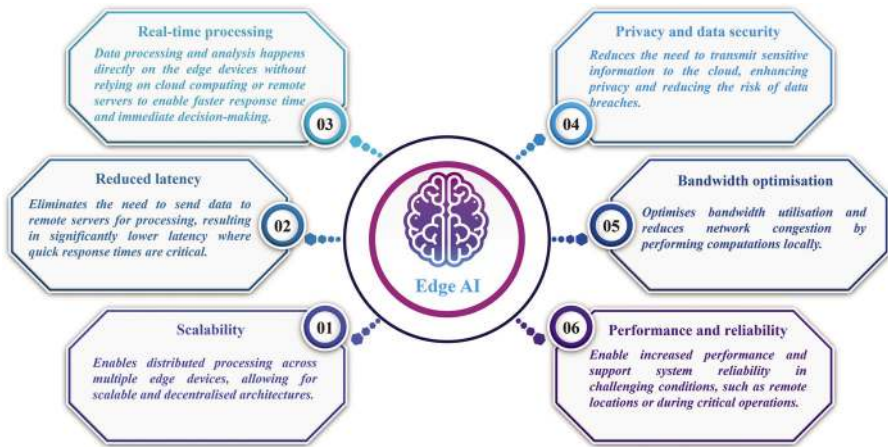 Real-time processing
Data processing and analysis happens
directly on the edge devices without
relying on cloud computing or remote
servers to enable faster response time
and immediate decision-making.
03
Privacy and data security
Reduces the need to transmit sensitive
information to the cloud, enhancing
privacy and reducing the risk of data
breaches.
04
Reduced latency
Eliminates the need to send data to
remote servers for processing, resulting
in significantly lower latency where
quick response times are critical.
02
Edge AI
Bandwidth optimisation
Optimises bandwidth utilisation and
reduces network congestion by
performing computations locally.
05
Scalability
Enables distributed processing across
multiple edge devices, allowing for
scalable and decentralised architectures.
01
Performance and reliability
Enable increased performance and
support system reliability in
challenging conditions, such as remote
locations or during critical operations.
06